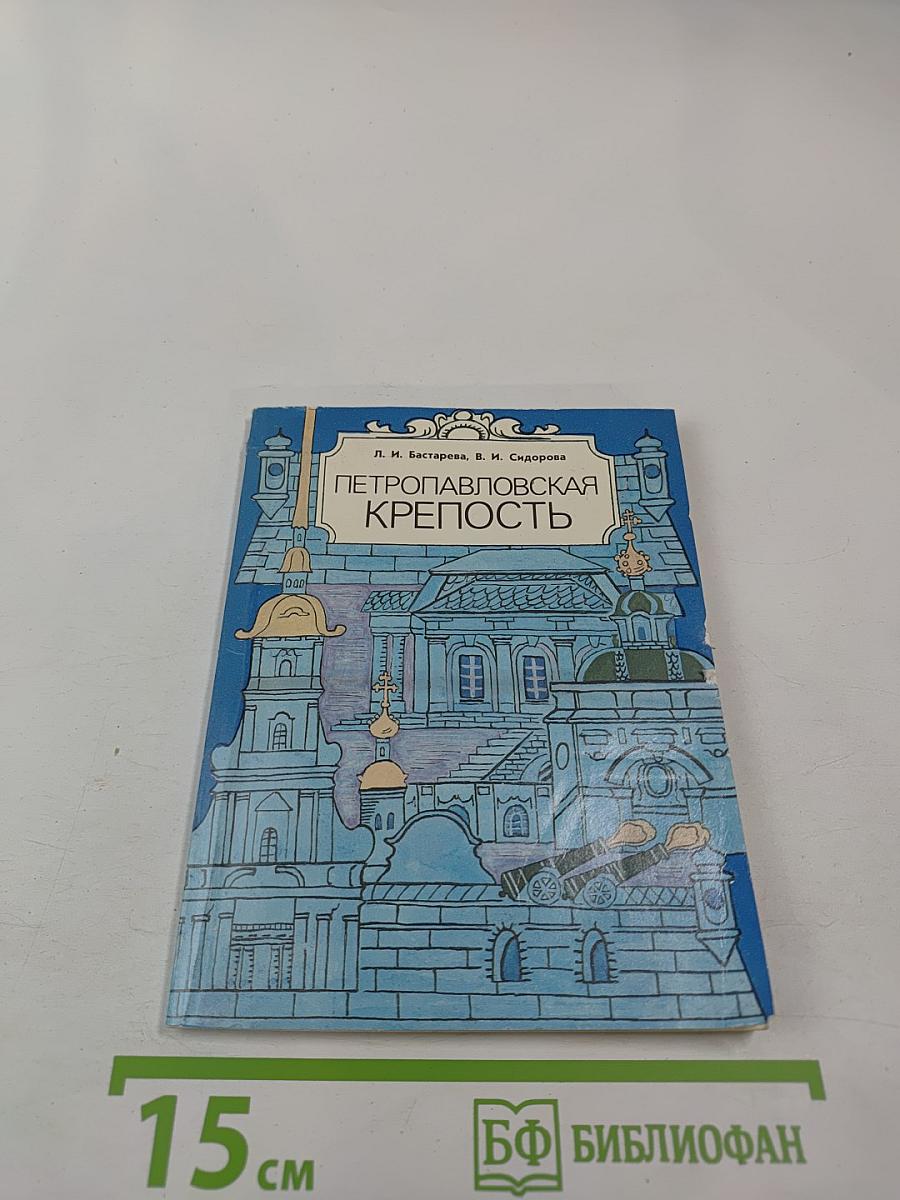 Л. И. Бастарева, В. И. Сидорова
ПЕТРОПАВЛОВСКАЯ
КРЕПОСТЬ
15 см
БФ БИБЛИОФАН